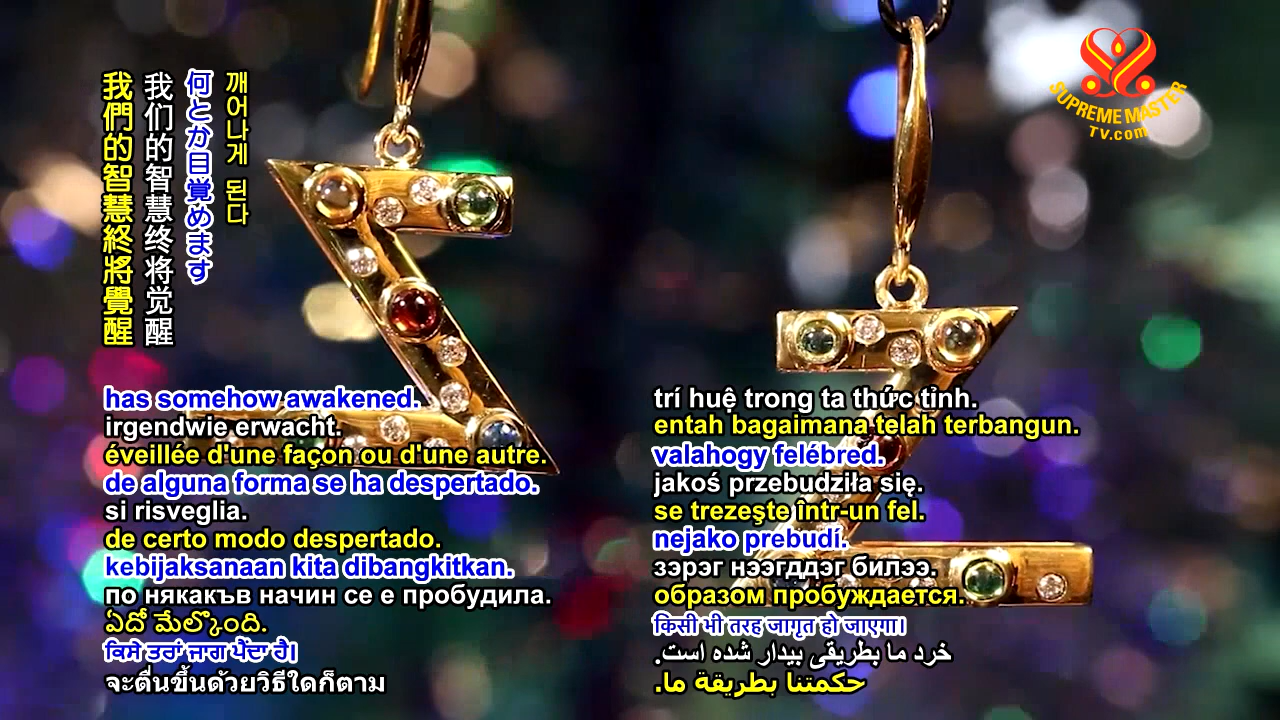 깨어나게 된다
何とか目覚めます
我们的智慧终将觉醒
我們的智慧終將覺醒
SUPREME MASTER
TV.com
has somehow awakened.
irgendwie erwacht.
éveillée d'une façon ou d'une autre.
de alguna forma se ha despertado.
si risveglia.
de certo modo despertado.
kebijaksanaan kita dibangkitkan.
по някакъв начин се е пробудила.
ఏదో మేల్కొంది.
ਕਿਸੇ ਤਰਾਂ ਜਾਗ ਪੈਂਦਾ ਹੈ।
จะตื่นขึ้นด้วยวิธีใดก็ตาม
trí huệ trong ta thức tỉnh.
entah bagaimana telah terbangun.
valahogy felébred.
jakoś przebudziła się.
se trezeşte într-un fel.
nejako prebudí.
зэрэг нээгддэг билээ.
образом пробуждается.
किसी भी तरह जागृत हो जाएगा।
خرد ما بطریقی بیدار شده است.
حكمتنا بطريقة ما.